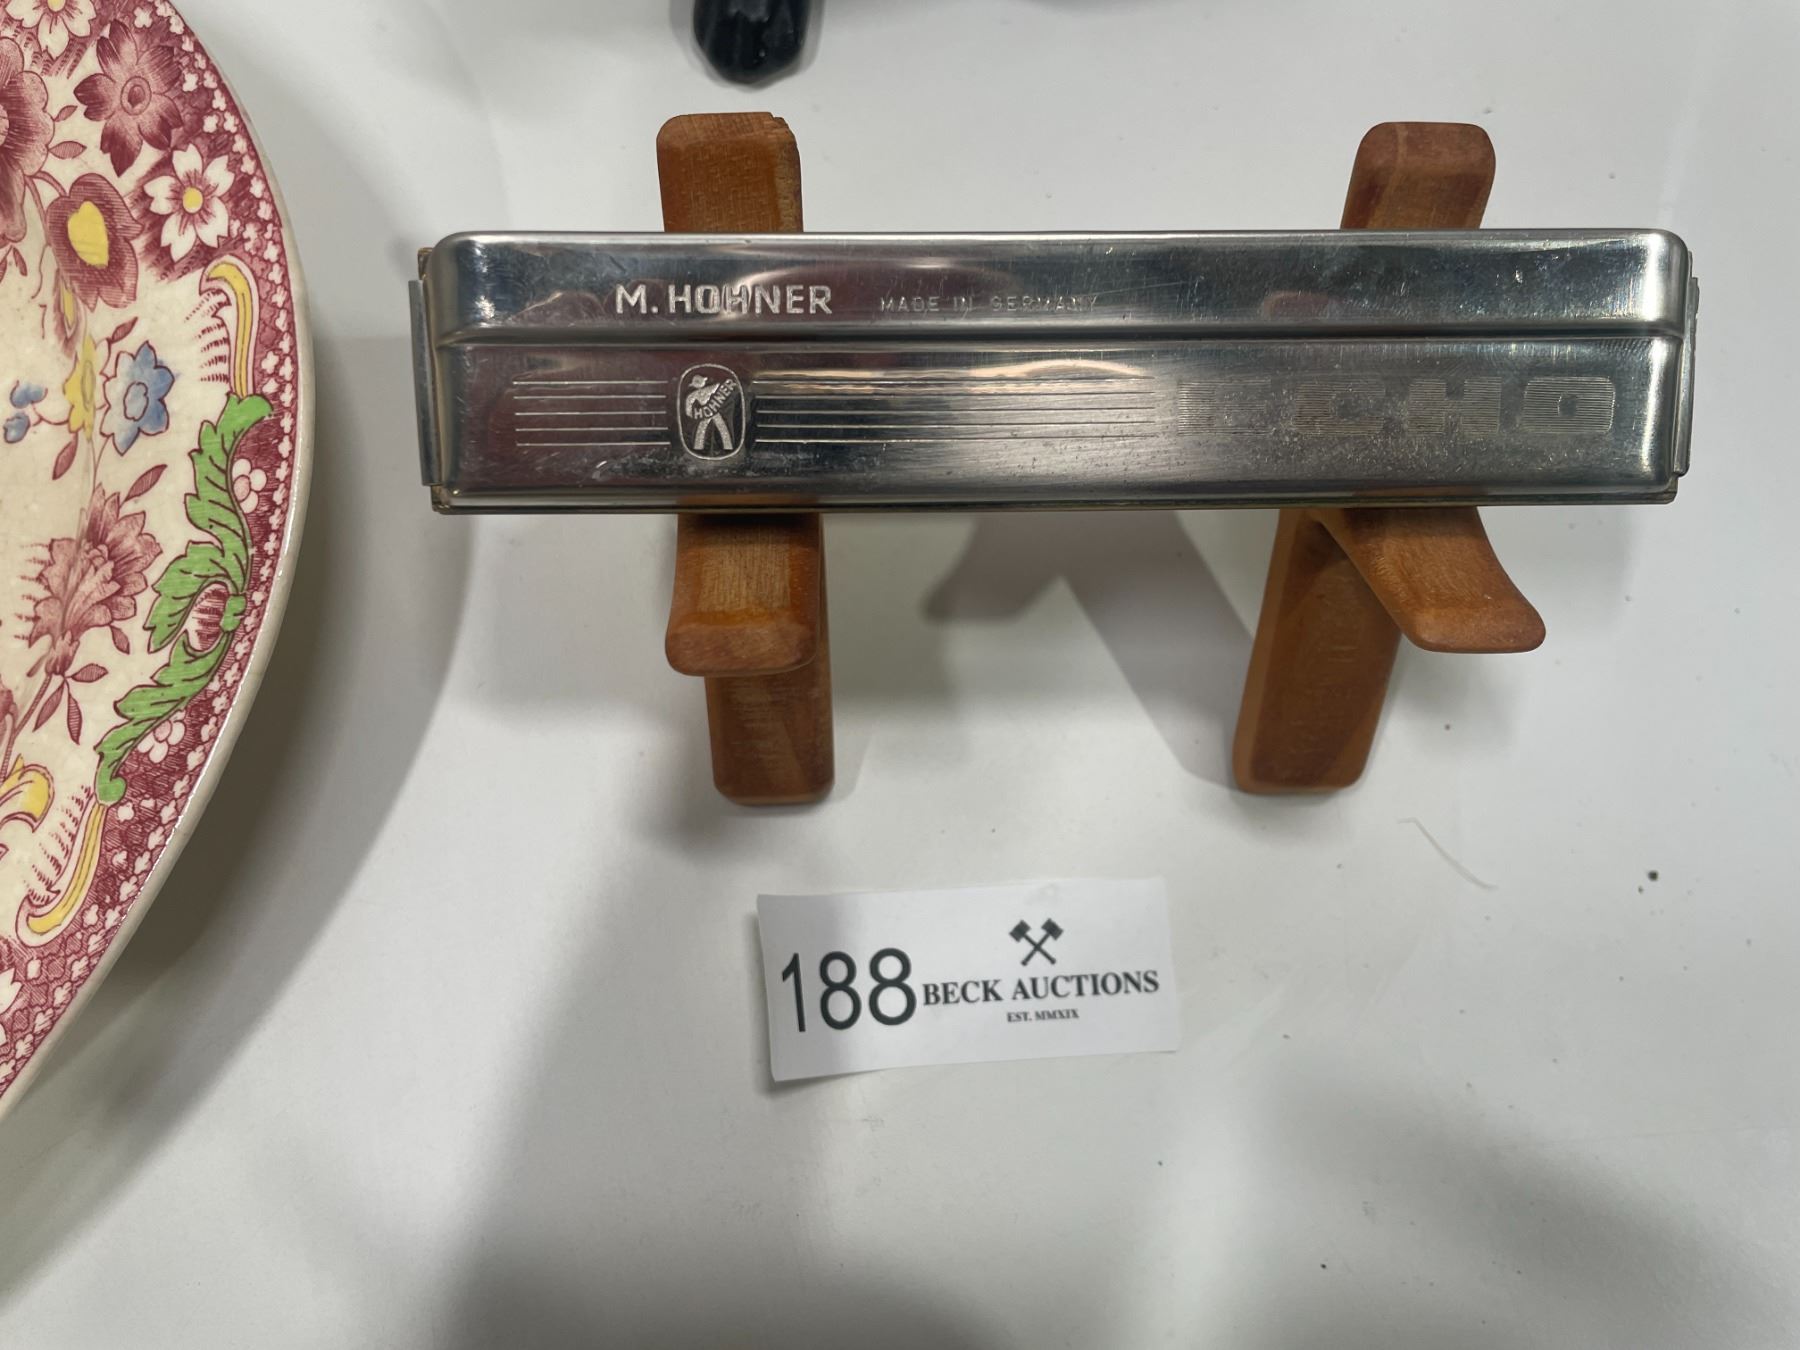 M. HOHNER MADE IN GERMANY
HOHNER
ECHO
188
BECK AUCTIONS
EST. MMXIX